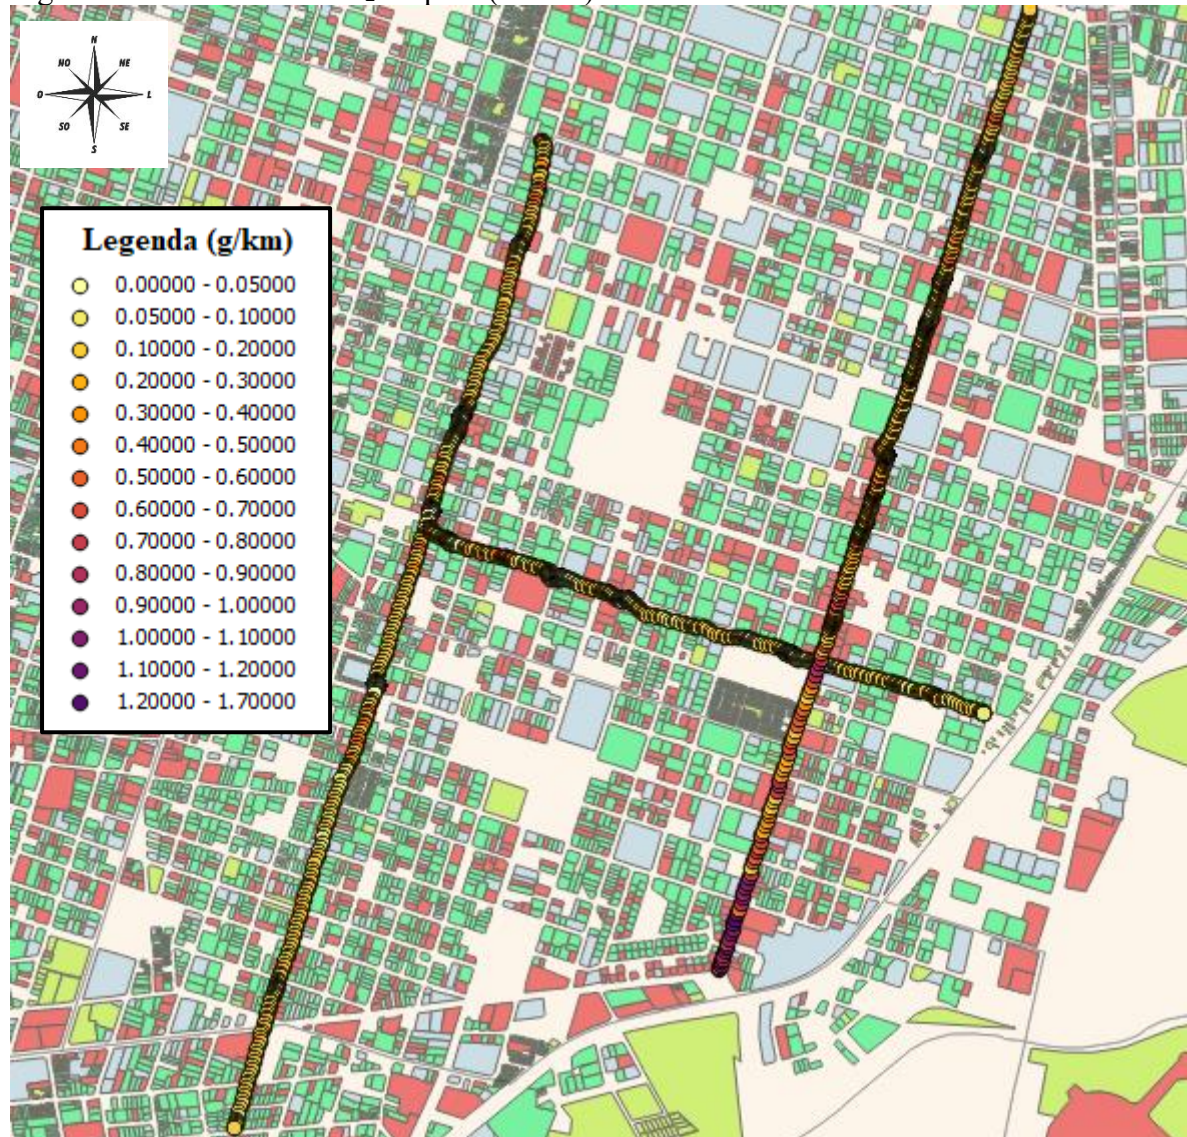 N
NO NE
O L
SO SE
S
Legenda (g/km)
0.00000 - 0.05000
0.05000 - 0.10000
0.10000 - 0.20000
0.20000 - 0.30000
0.30000 - 0.40000
0.40000 - 0.50000
0.50000 - 0.60000
0.60000 - 0.70000
0.70000 - 0.80000
0.80000 - 0.90000
0.90000 - 1.00000
1.00000 - 1.10000
1.10000 - 1.20000
1.20000 - 1.70000